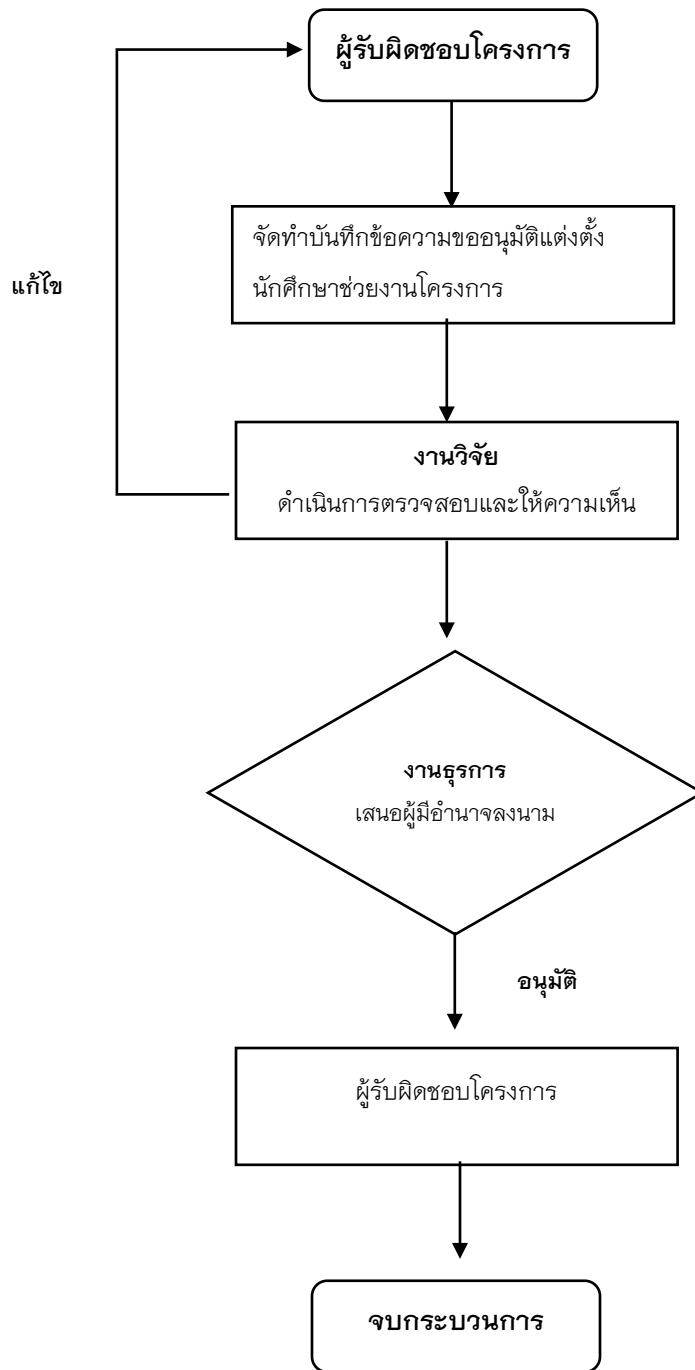 ผู้รับผิดชอบโครงการ
จัดทำบันทึกข้อความขออนุมัติแต่งตั้ง
นักศึกษาช่วยงานโครงการ
แก้ไข
งานวิจัย
ดำเนินการตรวจสอบและให้ความเห็น
งานธุรการ
เสนอผู้มีอำนาจลงนาม
อนุมัติ
ผู้รับผิดชอบโครงการ
จบกระบวนการ